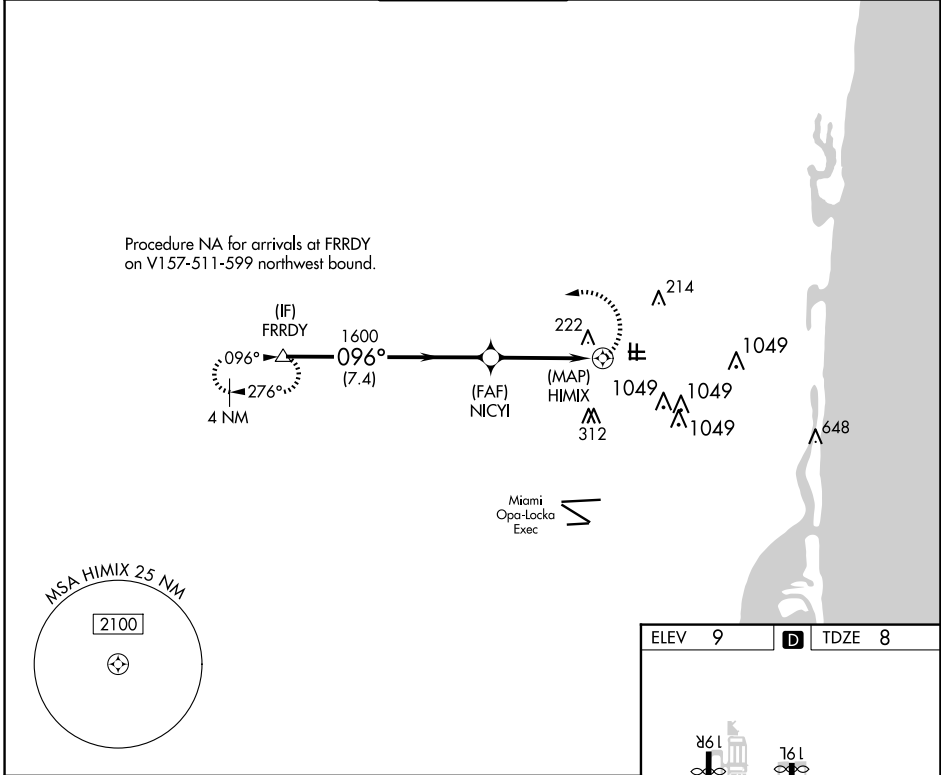 Procedure NA for arrivals at FRRDY
on V157-511-599 northwest bound.
214
(IF)
FRRDY
222
1600
096°
096°
(7.4)
1049
276°
4 NM
(FAF)
NICYI
(MAP)
HIMIX
1049
1049
1049
312
648
Miami
Opa-Locka
Exec
MSA HIMIX 25 NM
2100
ELEV 9
D
TDZE 8
19R
19L